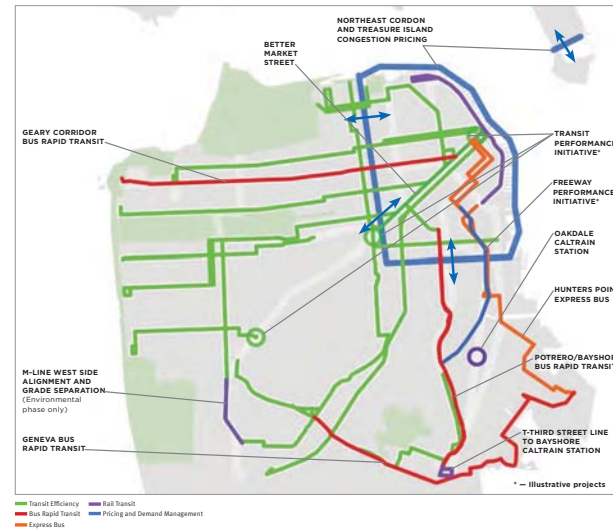 NORTHEAST CORDON
AND TREASURE ISLAND
CONGESTION PRICING
BETTER
MARKET
STREET
GEARY CORRIDOR
BUS RAPID TRANSIT
TRANSIT
PERFORMANCE
INITIATIVE*
FREEWAY
PERFORMANCE
INITIATIVE*
OAKDALE
CALTRAIN
STATION
HUNTERS POIN
EXPRESS BUS
POTRERO/BAYSHOR
BUS RAPID TRANSIT
M-LINE WEST SIDE
ALIGNMENT AND
GRADE SEPARATION
(Environmental
phase only)
GENEVA BUS
RAPID TRANSIT
T-THIRD STREET LINE
TO BAYSHORE
CALTRAIN STATION
* — Illustrative projects
Transit Efficiency
Rail Transit
Bus Rapid Transit
Pricing and Demand Management
Express Bus